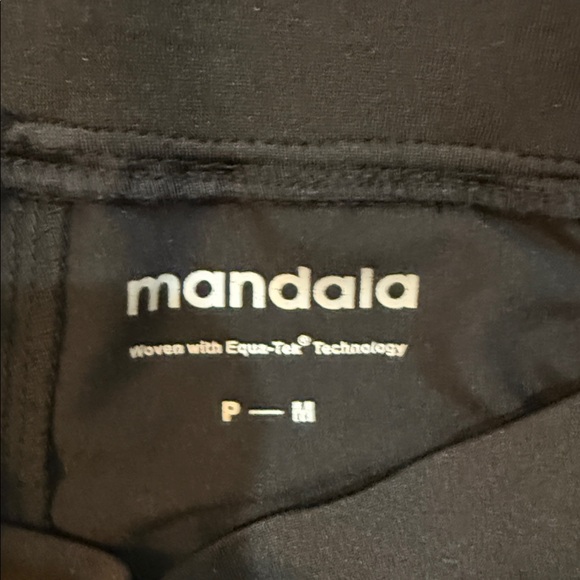 mandala
Woven with Equa-Tek® Technology
P — M